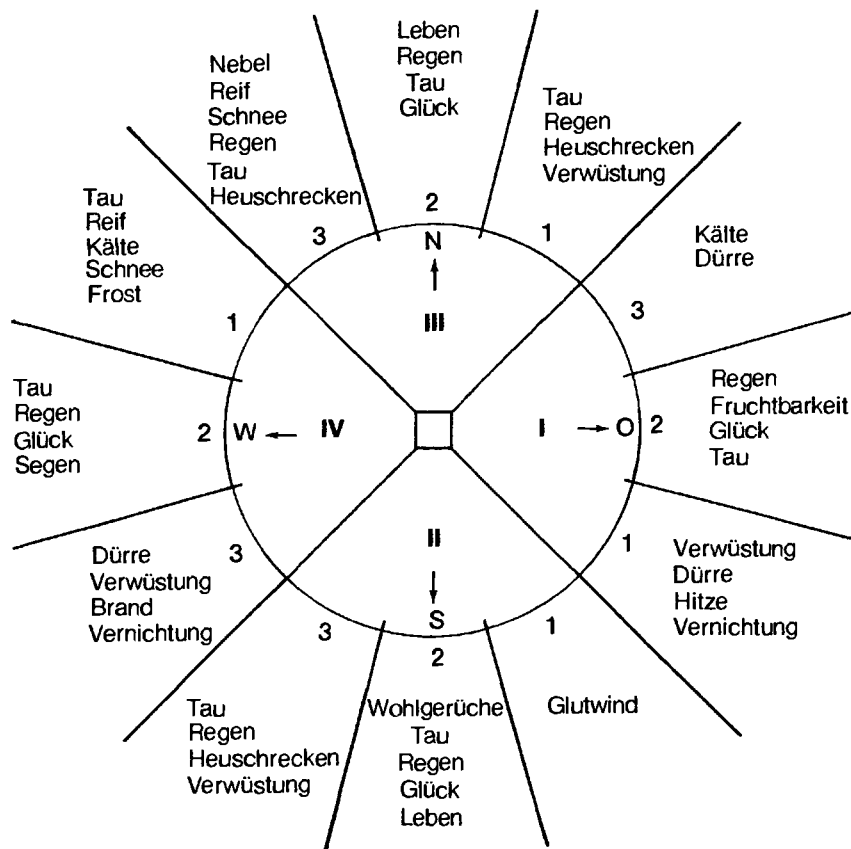 Leben
Regen
Tau
Glück
Nebel
Reif
Schnee
Regen
Tau
Heuschrecken
Tau
Regen
Heuschrecken
Verwüstung
Tau
Reif
Kälte
Schnee
Frost
Kälte
Dürre
3
2
1
N
1
3
III
Tau
Regen
Glück
Segen
2
W
IV
I
O
2
Regen
Fruchtbarkeit
Glück
Tau
II
S
3
1
Dürre
Verwüstung
Brand
Vernichtung
Verwüstung
Dürre
Hitze
Vernichtung
3
2
1
Tau
Regen
Heuschrecken
Verwüstung
Wohlgerüche
Tau
Regen
Glück
Leben
Glutwind